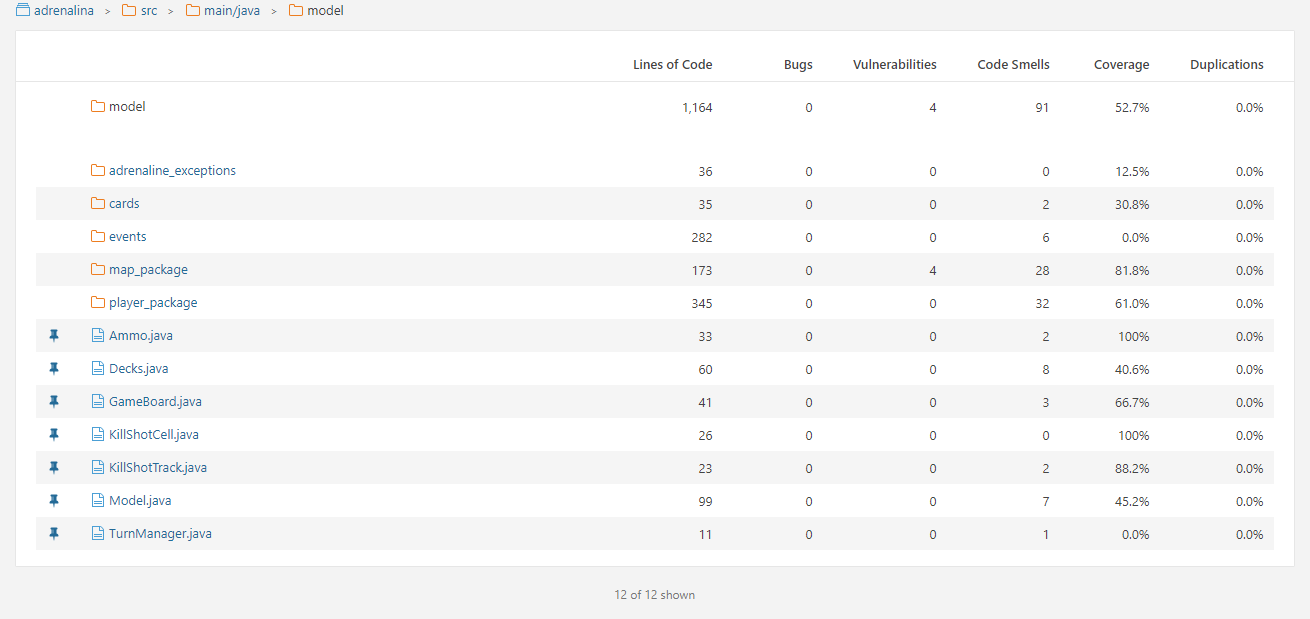 adrenalina > src > main/java > model
Lines of Code Bugs Vulnerabilities Code Smells Coverage Duplications
model 1,164 0 4 91 52.7% 0.0%
adrenaline_exceptions 36 0 0 0 12.5% 0.0%
cards 35 0 0 2 30.8% 0.0%
events 282 0 0 6 0.0% 0.0%
map_package 173 0 4 28 81.8% 0.0%
player_package 345 0 0 32 61.0% 0.0%
Ammo.java 33 0 0 2 100% 0.0%
Decks.java 60 0 0 8 40.6% 0.0%
GameBoard.java 41 0 0 3 66.7% 0.0%
KillShotCell.java 26 0 0 0 100% 0.0%
KillShotTrack.java 23 0 0 2 88.2% 0.0%
Model.java 99 0 0 7 45.2% 0.0%
TurnManager.java 11 0 0 1 0.0% 0.0%
12 of 12 shown